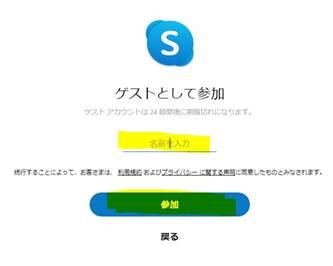 ゲストとして参加
ゲスト アカウントは 24 時間後に期限切れになります。
名前を入力
続行することによって、お客さまは、利用規約 およびプライバシー に関する声明に同意したものとみなされます。
参加
戻る